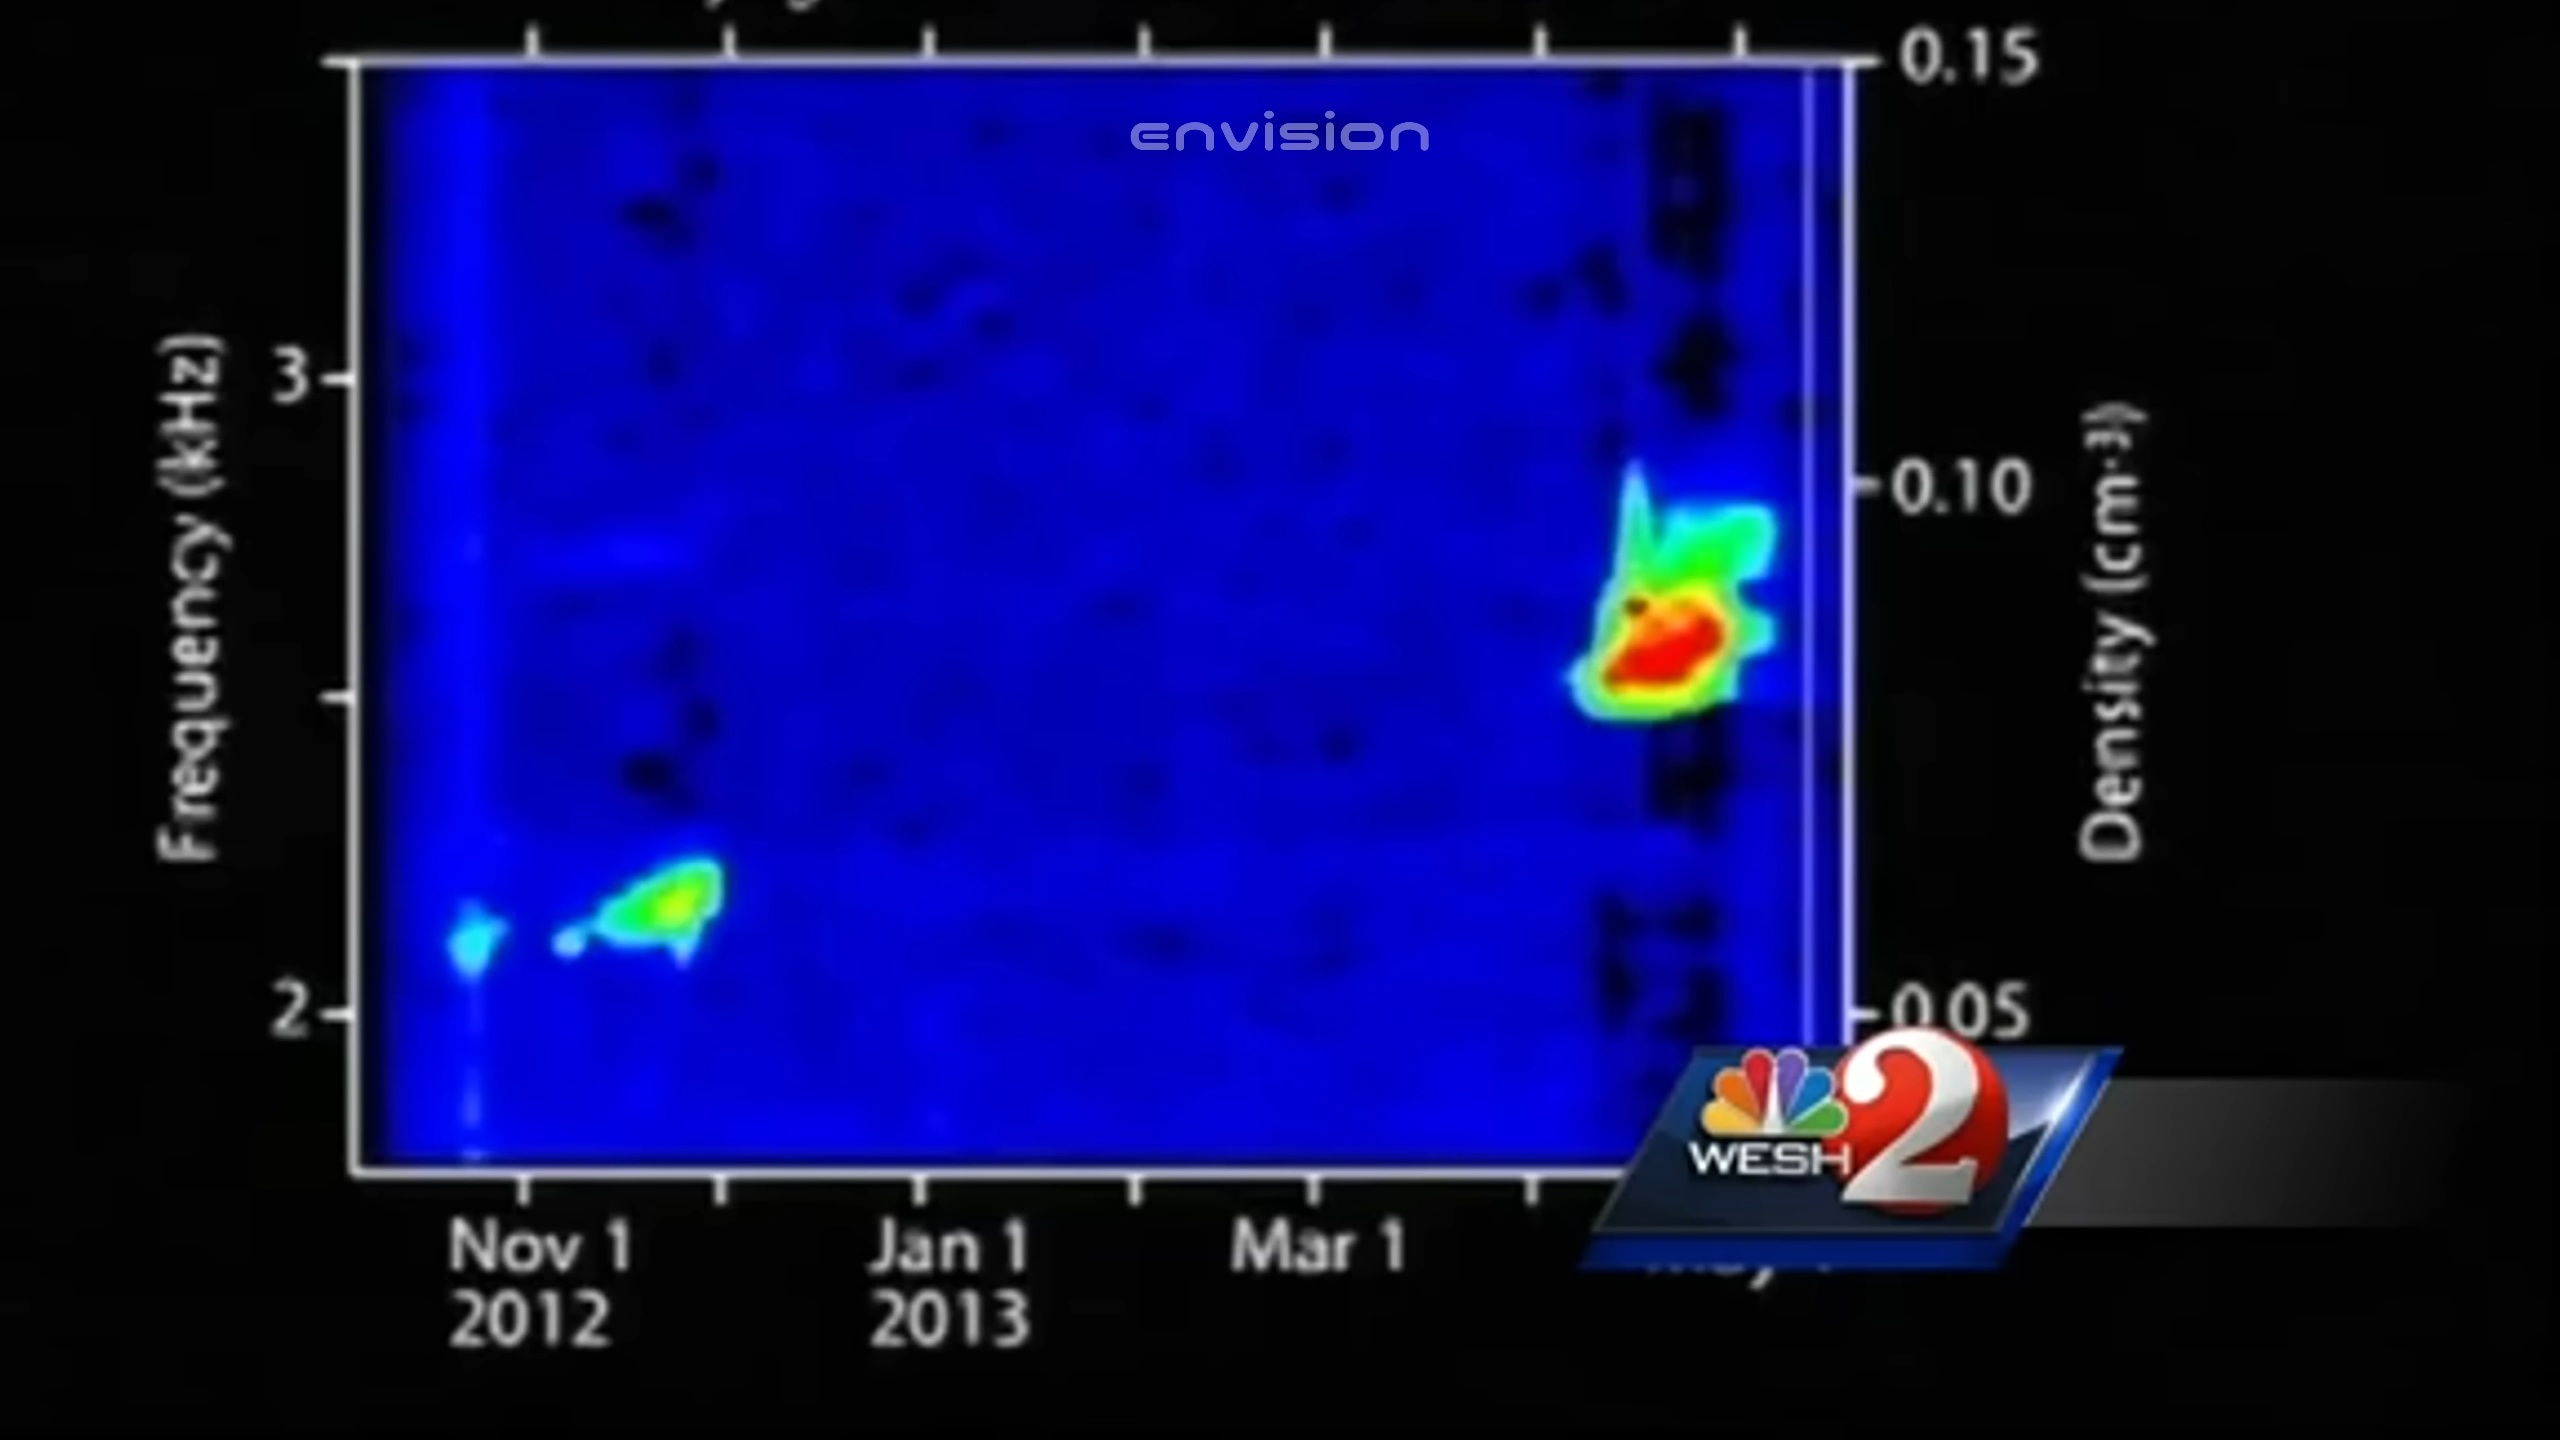 0.15
envision
3
Frequency (kHz)
0.10
Density (cm-3)
2
0.05
WESH 2
Nov 1
2012
Jan 1
2013
Mar 1